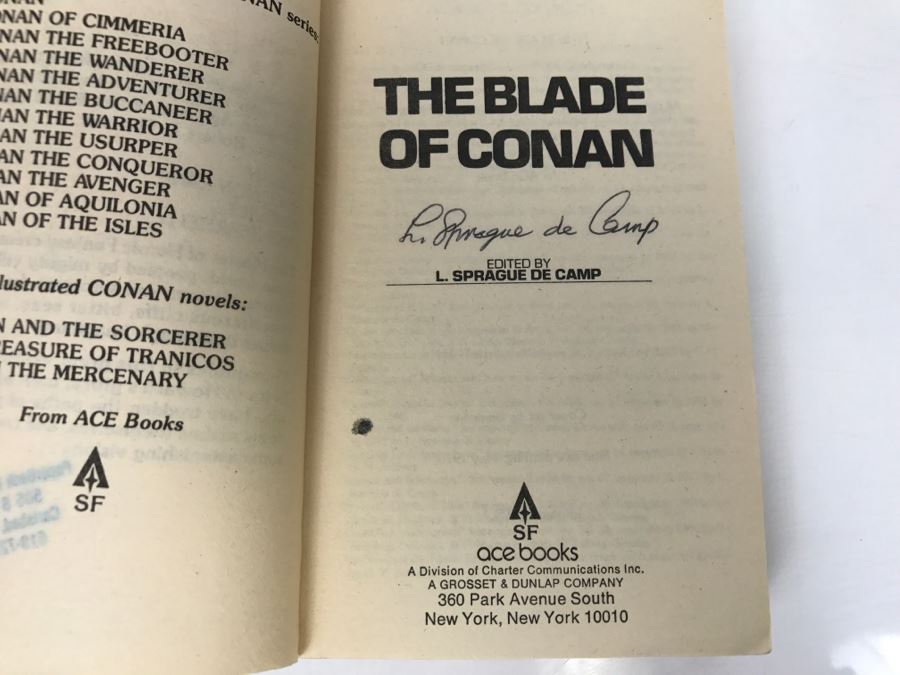 NAN series:
NAN
ONAN OF CIMMERIA
NAN THE FREEBOOTER
NAN THE WANDERER
NAN THE ADVENTURER
NAN THE BUCCANEER
NAN THE WARRIOR
AN THE USURPER
AN THE CONQUEROR
AN THE AVENGER
AN OF AQUILONIA
AN OF THE ISLES
llustrated CONAN novels:
N AND THE SORCERER
REASURE OF TRANICOS
THE MERCENARY
From ACE Books
SF
THE BLADE
OF CONAN
L. Sprague de Camp
EDITED BY
L. SPRAGUE DE CAMP
SF
ace books
A Division of Charter Communications Inc.
A GROSSET & DUNLAP COMPANY
360 Park Avenue South
New York, New York 10010